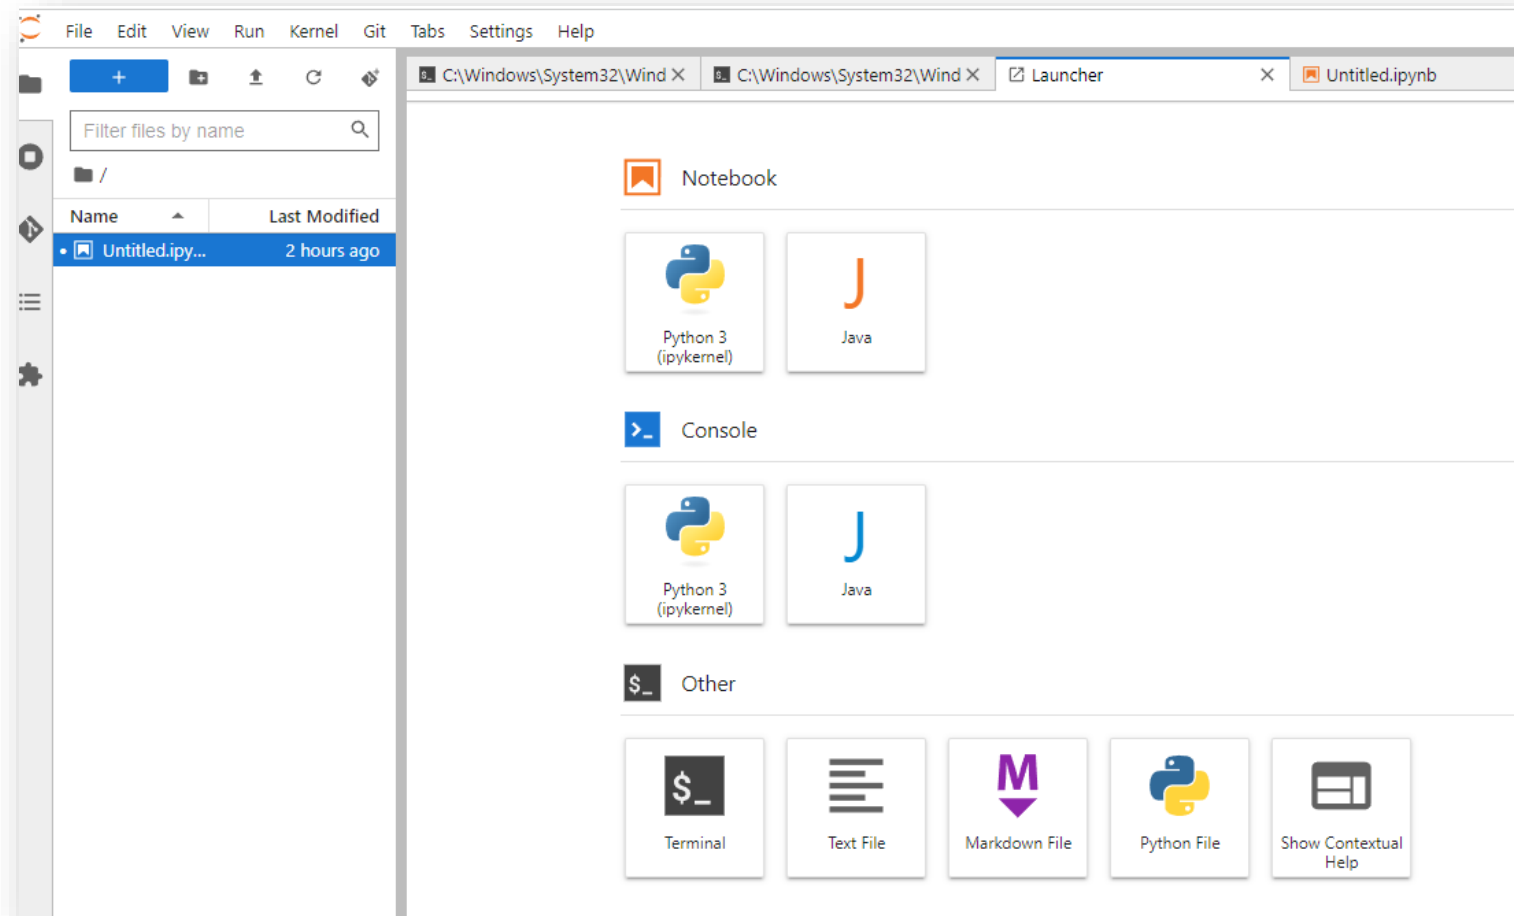 File Edit View Run Kernel Git Tabs Settings Help
C:\Windows\System32\Wind
C:\Windows\System32\Wind
Launcher
Untitled.ipynb
Filter files by name
/
Name Last Modified
Untitled.ipy... 2 hours ago
Notebook
Python 3
(ipykernel)
J
Java
Console
Python 3
(ipykernel)
J
Java
$_ Other
$_
Terminal
Text File
M
Markdown File
Python File
Show Contextual
Help